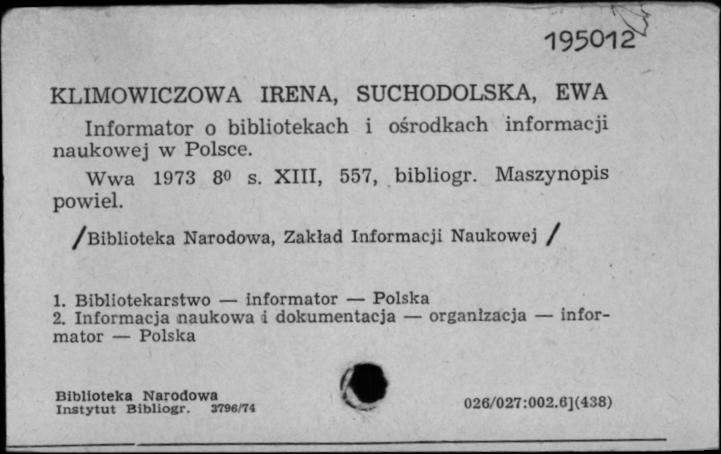 195012
KLIMOWICZOWA IRENA, SUCHODOLSKA, EWA
Informator o bibliotekach i ośrodkach informacji
naukowej w Polsce.
Wwa 1973 8⁰ s. XIII, 557, bibliogr. Maszynopis
powiel.
/Biblioteka Narodowa, Zakład Informacji Naukowej /
1. Bibliotekarstwo — informator — Polska
2. Informacja naukowa i dokumentacja — organizacja — infor-
mator — Polska
Biblioteka Narodowa
Instytut Bibliogr. 3796/74
026/027:002.6](438)